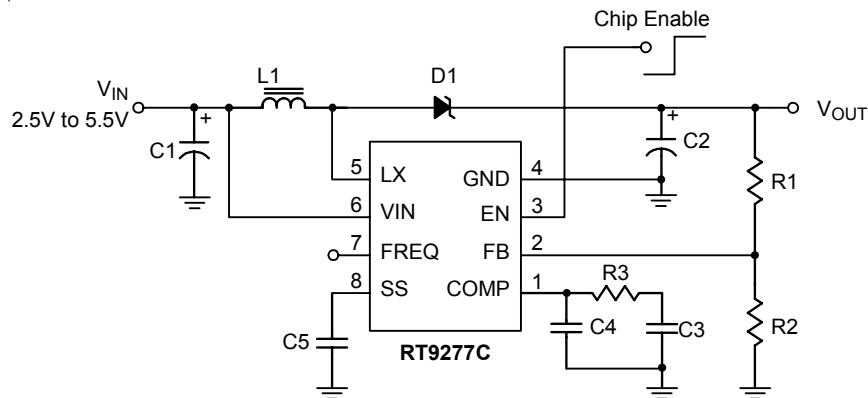 Chip Enable
V_IN
2.5V to 5.5V
L1
D1
V_OUT
C1
C2
R1
5 LX GND 4
6 VIN EN 3
7 FREQ FB 2
8 SS COMP 1
R3
C5
C4
C3
R2
RT9277C